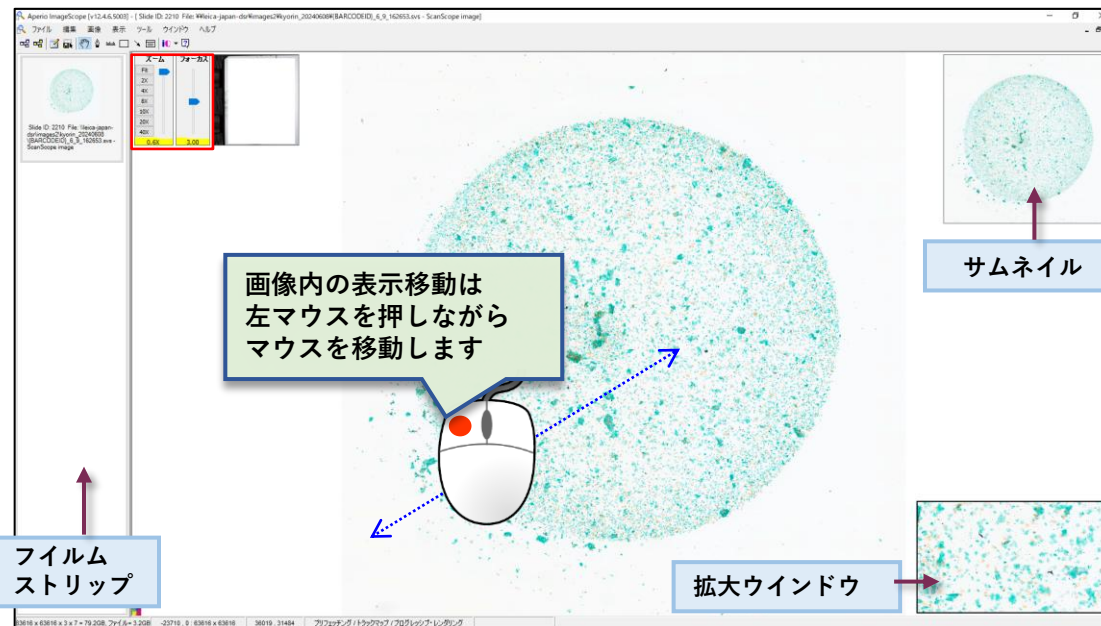 Aperio ImageScope [v12.4.6.5003] - [ Slide ID: 2210 File: ¥¥leica-japan-dsr¥images2¥kyorin_20240608¥(BARCODEID)_6_9_162653.svs - ScanScope image]
ファイル 編集 画像 表示 ツール ウインドウ ヘルプ
ズーム フォーカス
Fit
2X
4X
8X
10X
20X
40X
0.6X 3.00
Slide ID: 2210 File: \\leica-japan-
dsr\images2\kyorin_20240608
\(BARCODEID)_6_9_162653.svs -
ScanScope image
サムネイル
画像内の表示移動は
左マウスを押しながら
マウスを移動します
フイルム
ストリップ
拡大ウインドウ
63616 x 63616 x 3 x 7 = 79.2GB, ファイル= 3.2GB -23710 , 0 : 63616 x 63616 36019 , 31484 プリフェッチング / トラックマップ / プログレッシブ・レンダリング